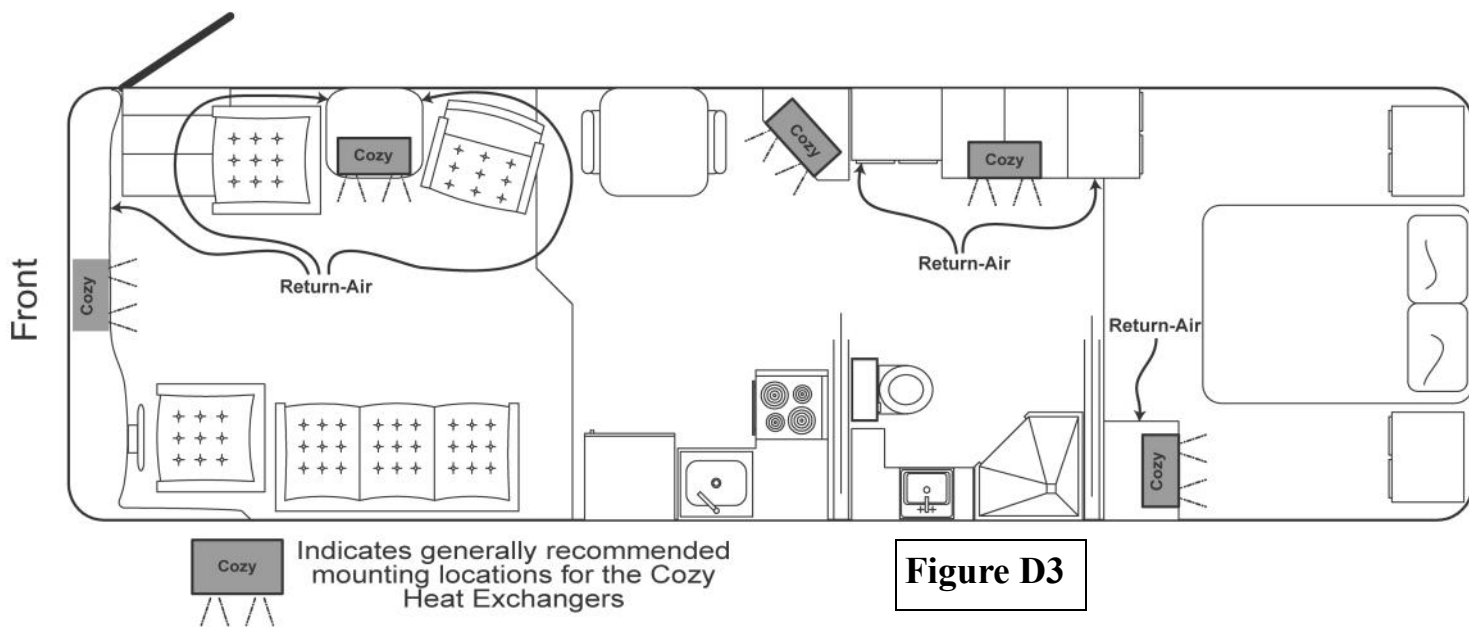 Front
Cozy
Cozy
Cozy
Cozy
Cozy
Return-Air
Return-Air
Return-Air
Cozy
Indicates generally recommended
mounting locations for the Cozy
Heat Exchangers
Figure D3